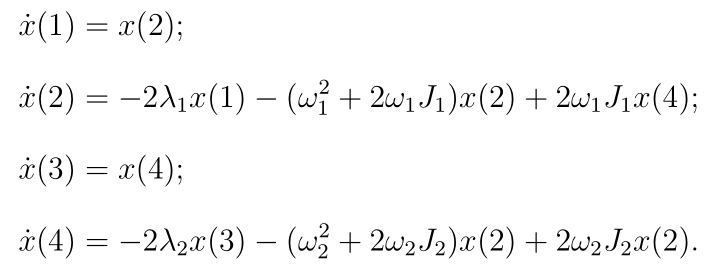 ẋ(1) = x(2);
ẋ(2) = −2λ₁x(1) − (ω₁² + 2ω₁J₁)x(2) + 2ω₁J₁x(4);
ẋ(3) = x(4);
ẋ(4) = −2λ₂x(3) − (ω₂² + 2ω₂J₂)x(2) + 2ω₂J₂x(2).